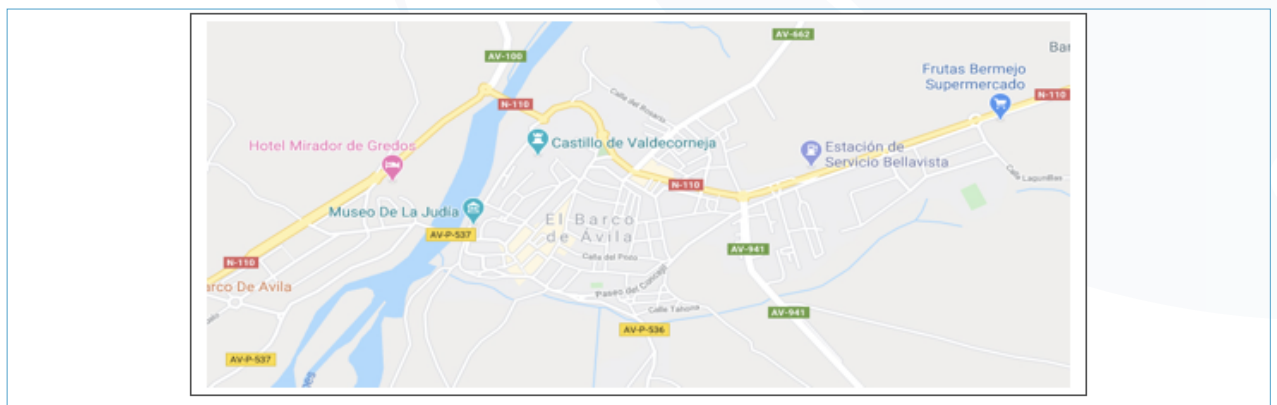 AV-662
Bar
AV-100
Frutas Bermejo
Supermercado
N-110
N-110
Calle del Rosario
Hotel Mirador de Gredos
Castillo de Valdecorneja
Estación de
Servicio Bellavista
Calle Lagunillas
N-110
Museo De La Judía
AV-P-537
El Barco
de Ávila
AV-941
Calle del Pozo
N-110
Paseo del
arco De Avila
Calle Tahona
AV-941
AV-P-536
AV-P-537